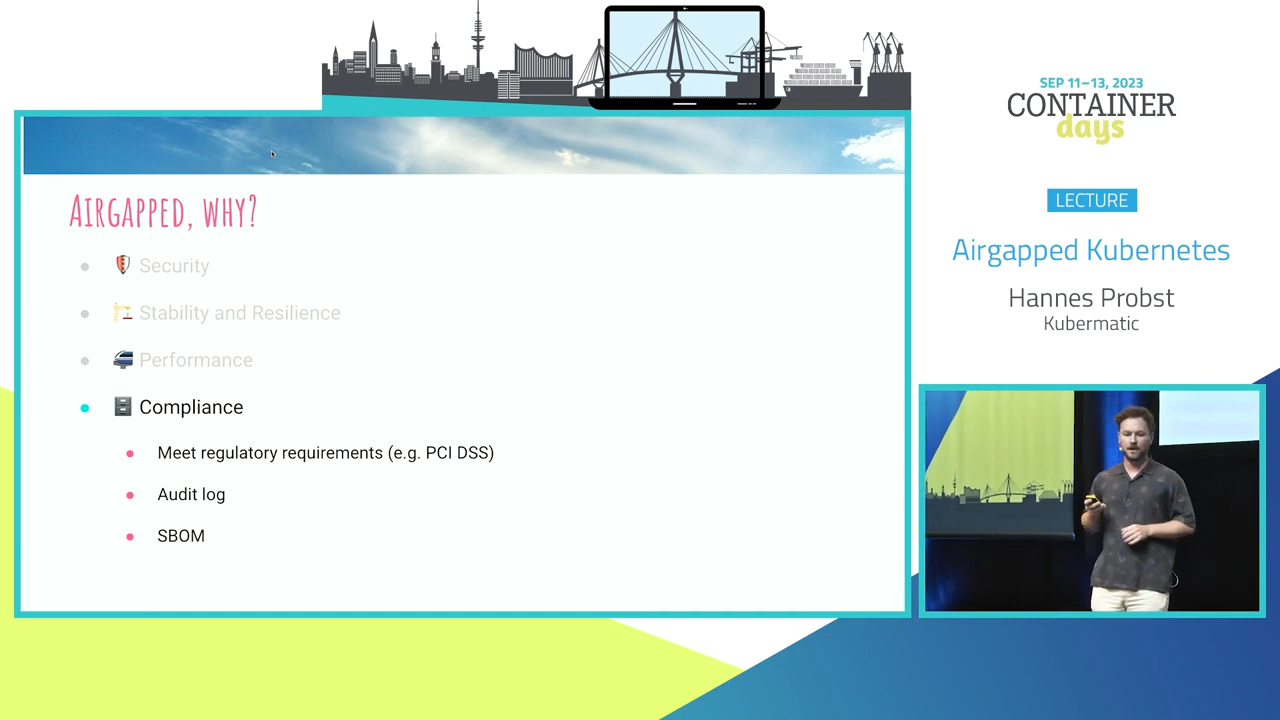 SEP 11–13, 2023
CONTAINER
days
LECTURE
Airgapped Kubernetes
Hannes Probst
Kubermatic
AIRGAPPED, WHY?
Security
Stability and Resilience
Performance
Compliance
Meet regulatory requirements (e.g. PCI DSS)
Audit log
SBOM